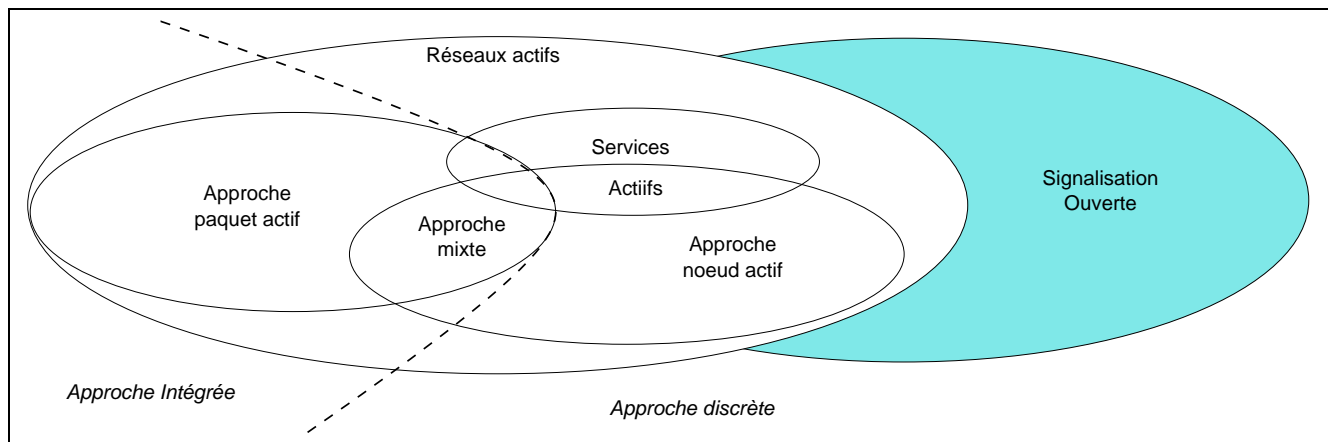 Réseaux actifs
Services
Actiifs
Approche
paquet actif
Approche
mixte
Approche
noeud actif
Signalisation
Ouverte
Approche Intégrée
Approche discrète